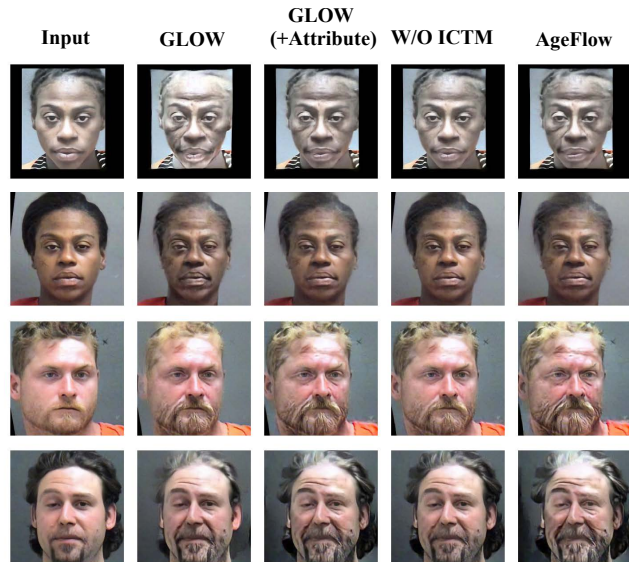 Input
GLOW
GLOW
(+Attribute)
W/O ICTM
AgeFlow